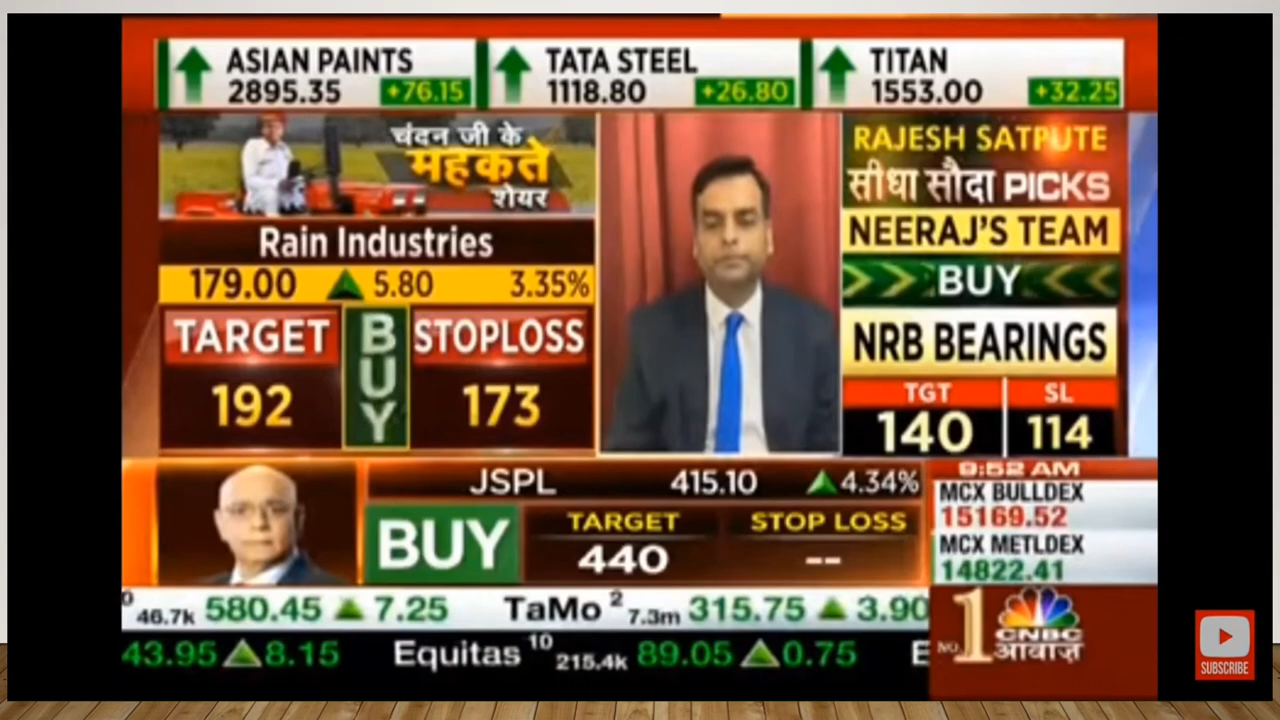 ASIAN PAINTS
2895.35 +76.15
TATA STEEL
1118.80 +26.80
TITAN
1553.00 +32.25
चंदन जी के
महकते
शेयर
Rain Industries
179.00 5.80 3.35%
TARGET BUY STOPLOSS
192 173
RAJESH SATPUTE
सीधा सौदा PICKS
NEERAJ'S TEAM
BUY
NRB BEARINGS
TGT SL
140 114
JSPL 415.10 4.34%
BUY
TARGET STOP LOSS
440 --
9:52 AM
MCX BULLDEX
15169.52
MCX METLDEX
14822.41
0 46.7k 580.45 7.25 TaMo 2 7.3m 315.75 3.90
43.95 8.15 Equitas 10 215.4k 89.05 0.75 E
NO. 1 CNBC
आवाज़
SUBSCRIBE